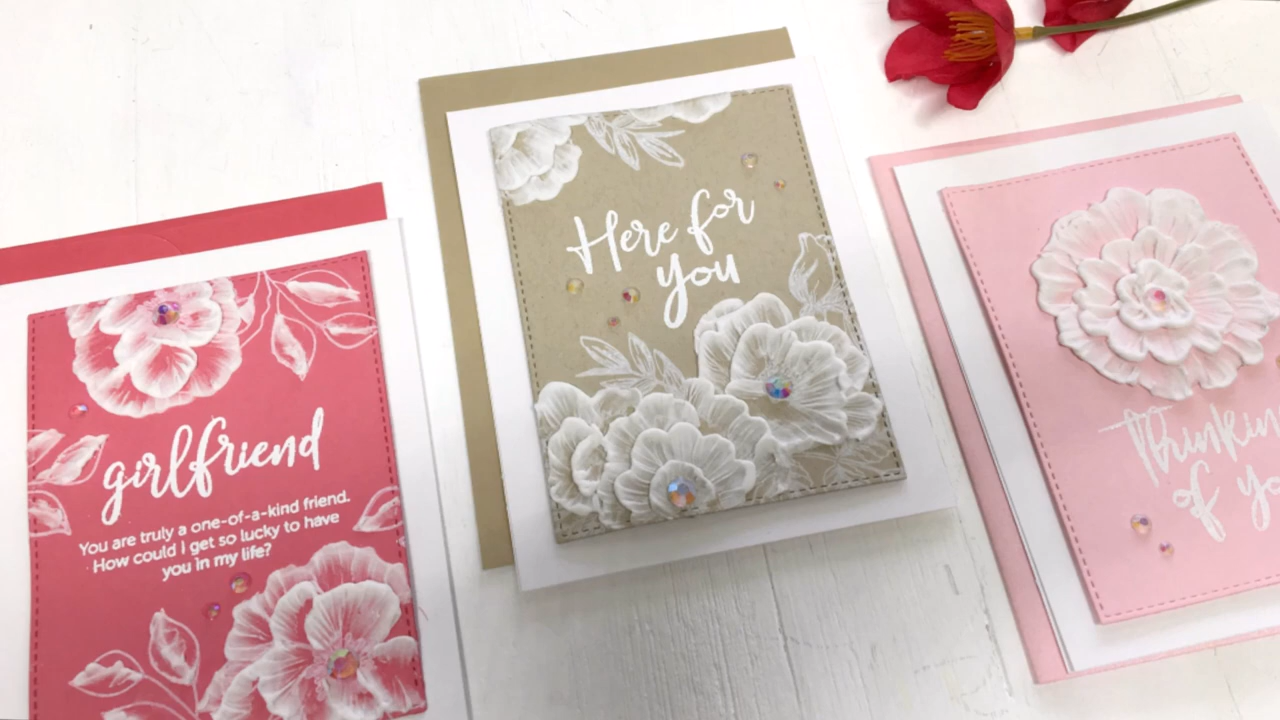 girlfriend
You are truly a one-of-a-kind friend.
How could I get so lucky to have
you in my life?
Here for
you
of